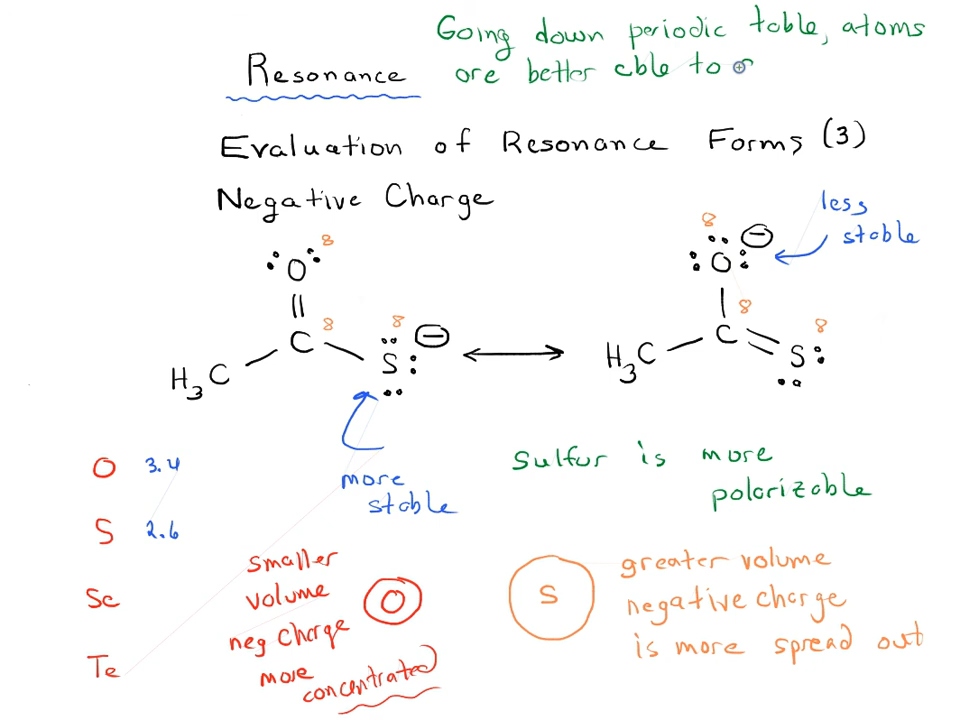 Going down periodic table, atoms
are better able to
Resonance
Evaluation of Resonance Forms (3)
Negative Charge
less
stable
8
O
8
C
8
S
H3C
8
O
8
C
8
S
H3C
more
stable
Sulfur is more
polarizable
O 3.4
S 2.6
Se
Te
smaller
volume
neg charge
more
concentrated
O
S
greater volume
negative charge
is more spread out